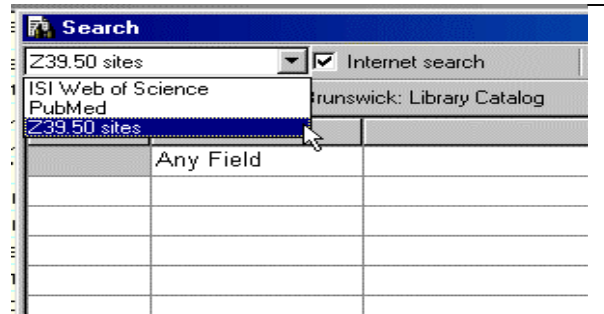 Search
Z39.50 sites Internet search
ISI Web of Science
PubMed Brunswick: Library Catalog
Z39.50 sites
Any Field